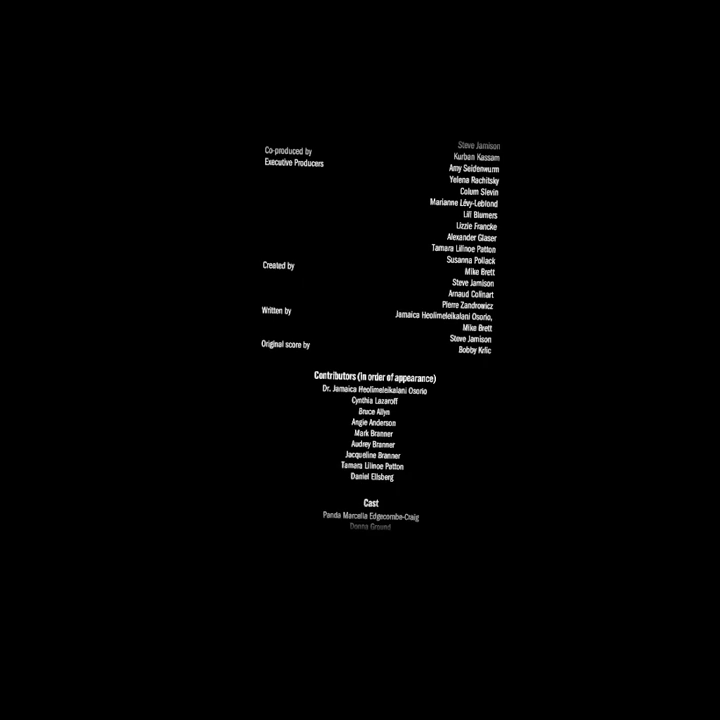 Steve Jamison
Co-produced by Kurban Kassam
Executive Producers Amy Seidenwurm
Yelena Rachitsky
Colum Slevin
Marianne Lévy-Leblond
Lili Blumers
Lizzie Francke
Alexander Glaser
Tamara Lilinoe Patton
Susanna Pollack
Created by Mike Brett
Steve Jamison
Arnaud Colinart
Pierre Zandrowicz
Written by Jamaica Heolimeleikalani Osorio,
Mike Brett
Steve Jamison
Original score by Bobby Krlic
Contributors (in order of appearance)
Dr. Jamaica Heolimeleikalani Osorio
Cynthia Lazaroff
Bruce Allyn
Angie Anderson
Mark Branner
Audrey Branner
Jacqueline Branner
Tamara Lilinoe Patton
Daniel Ellsberg
Cast
Panda Marcella Edgecombe-Craig
Donna Ground